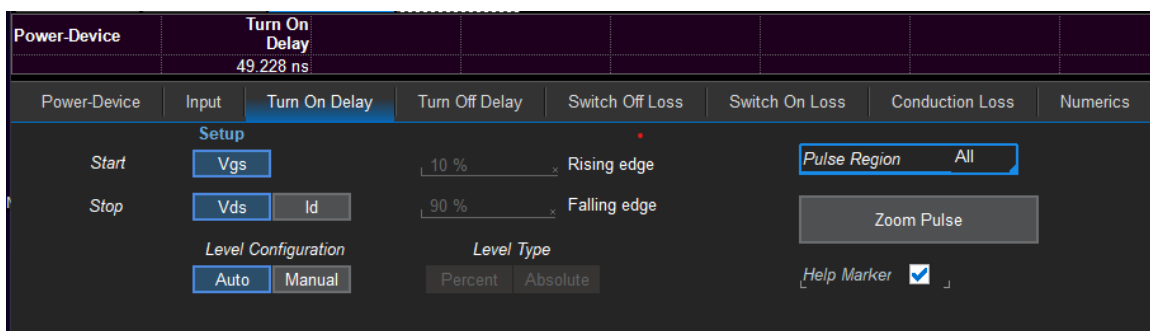 Power-Device Turn On
Delay
49.228 ns
Power-Device Input Turn On Delay Turn Off Delay Switch Off Loss Switch On Loss Conduction Loss Numerics
Setup
Start Vgs 10 % Rising edge Pulse Region All
Stop Vds Id 90 % Falling edge Zoom Pulse
Level Configuration Level Type
Auto Manual Percent Absolute Help Marker